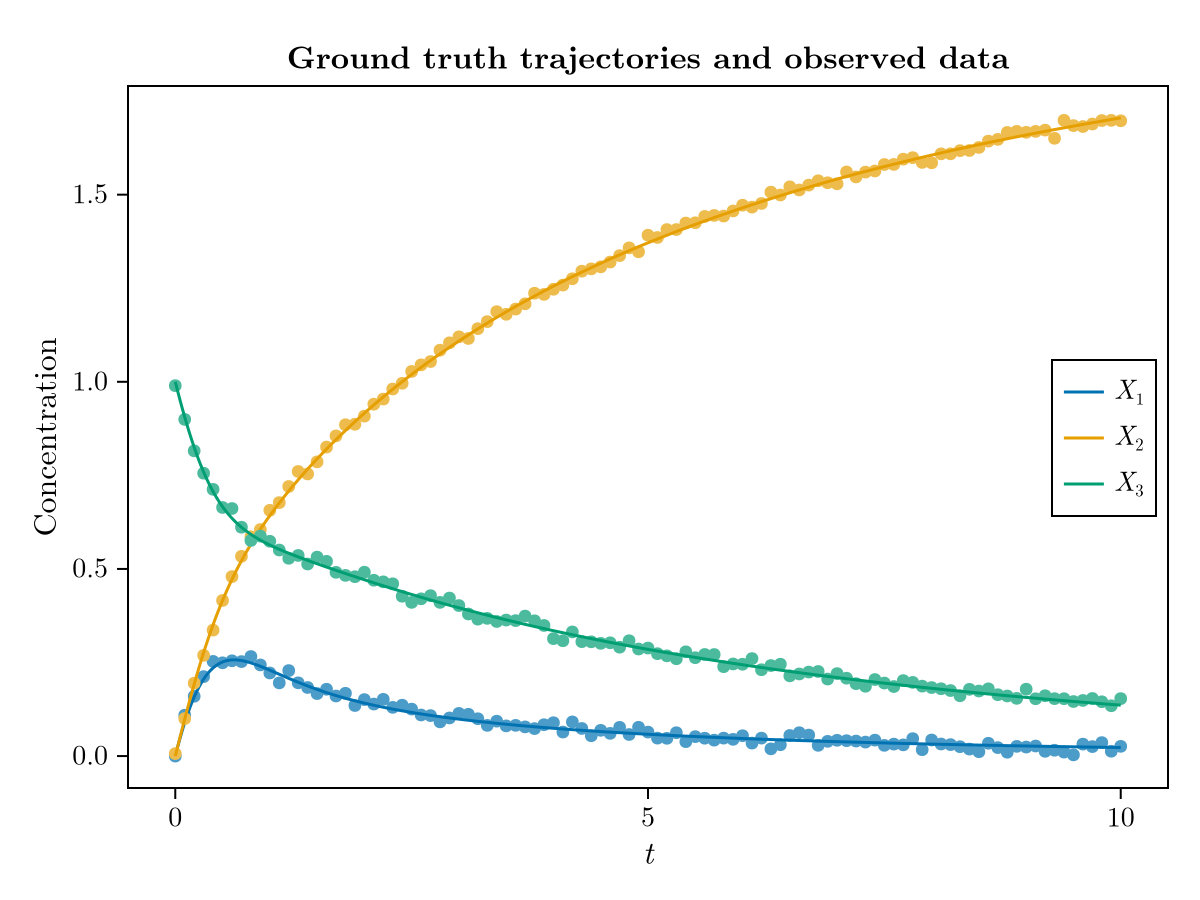 Ground truth trajectories and observed data
Concentration
1.5
1.0
0.5
0.0
X₁
X₂
X₃
0 5 10
t